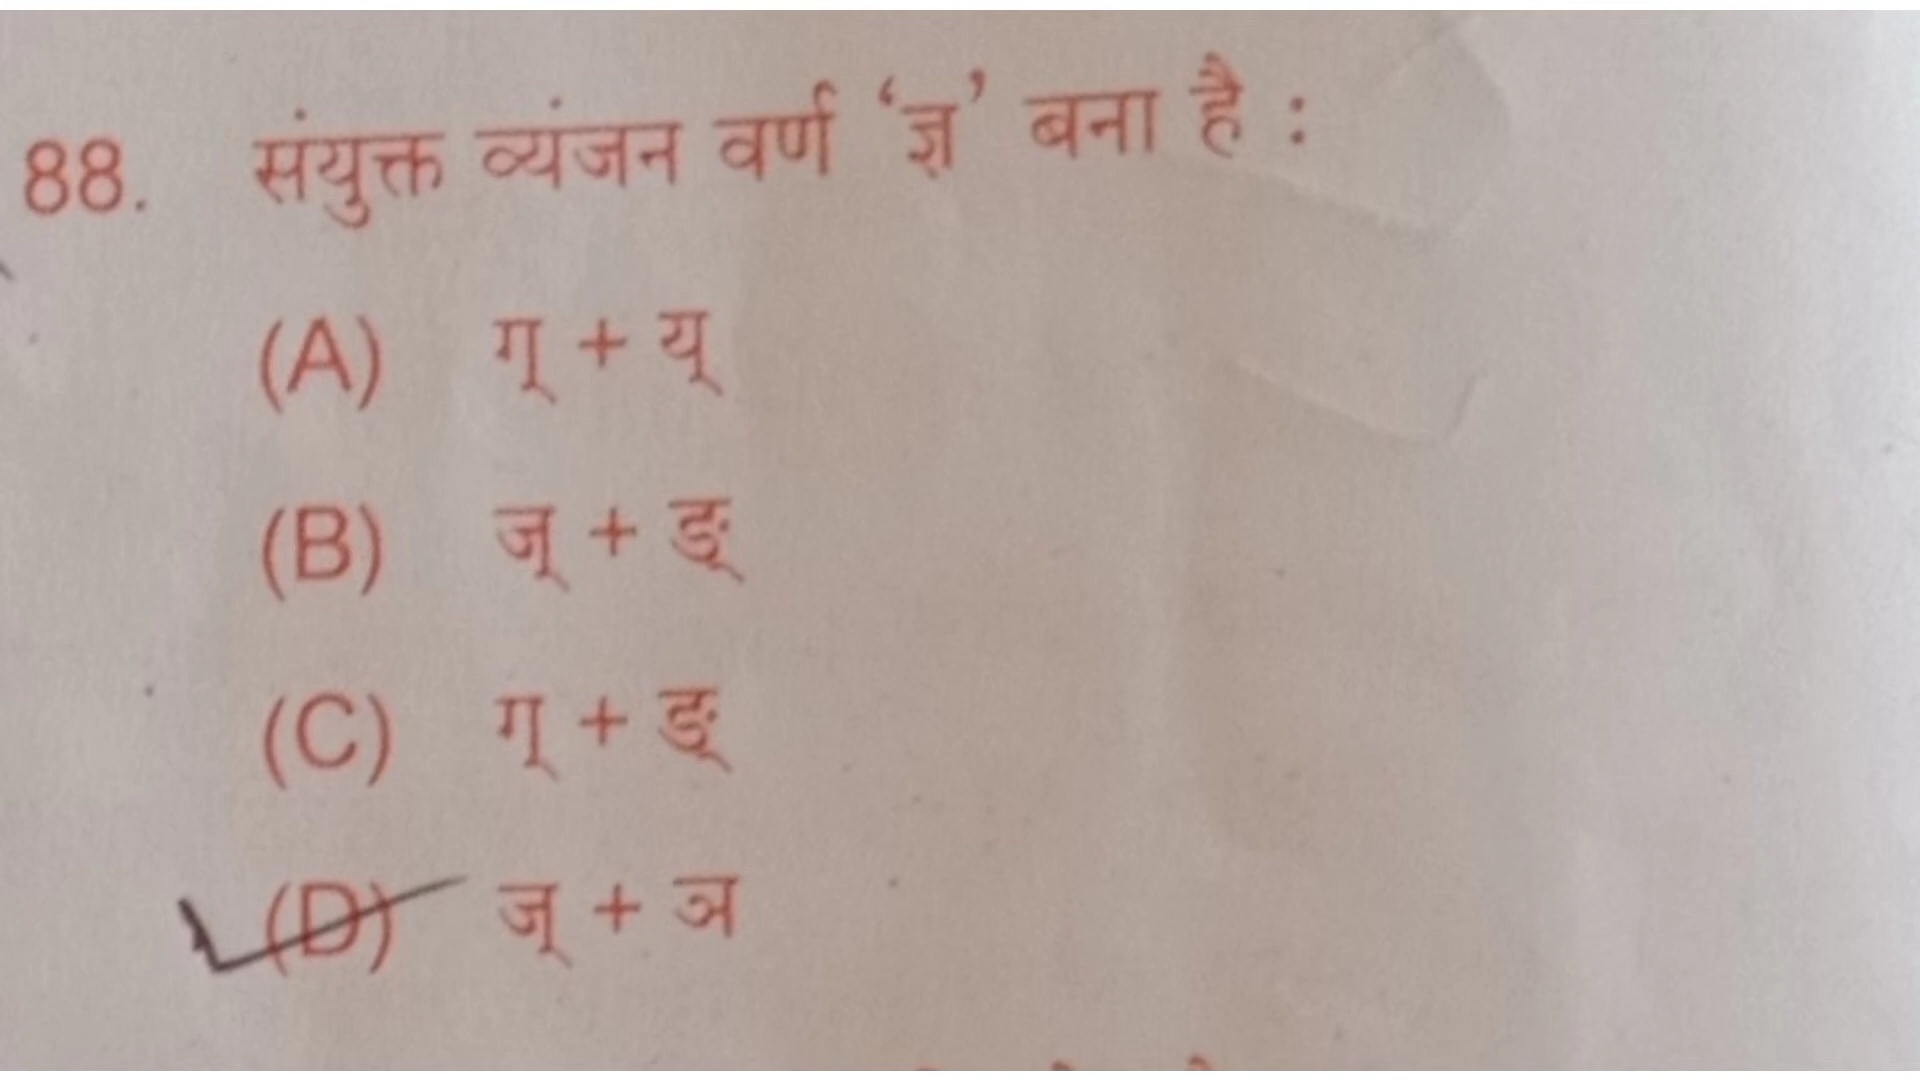 88. संयुक्त व्यंजन वर्ण ‘ज्ञ’ बना है :
(A) ग् + य्
(B) ज् + ङ्
(C) ग् + ङ्
(D) ज् + ञ